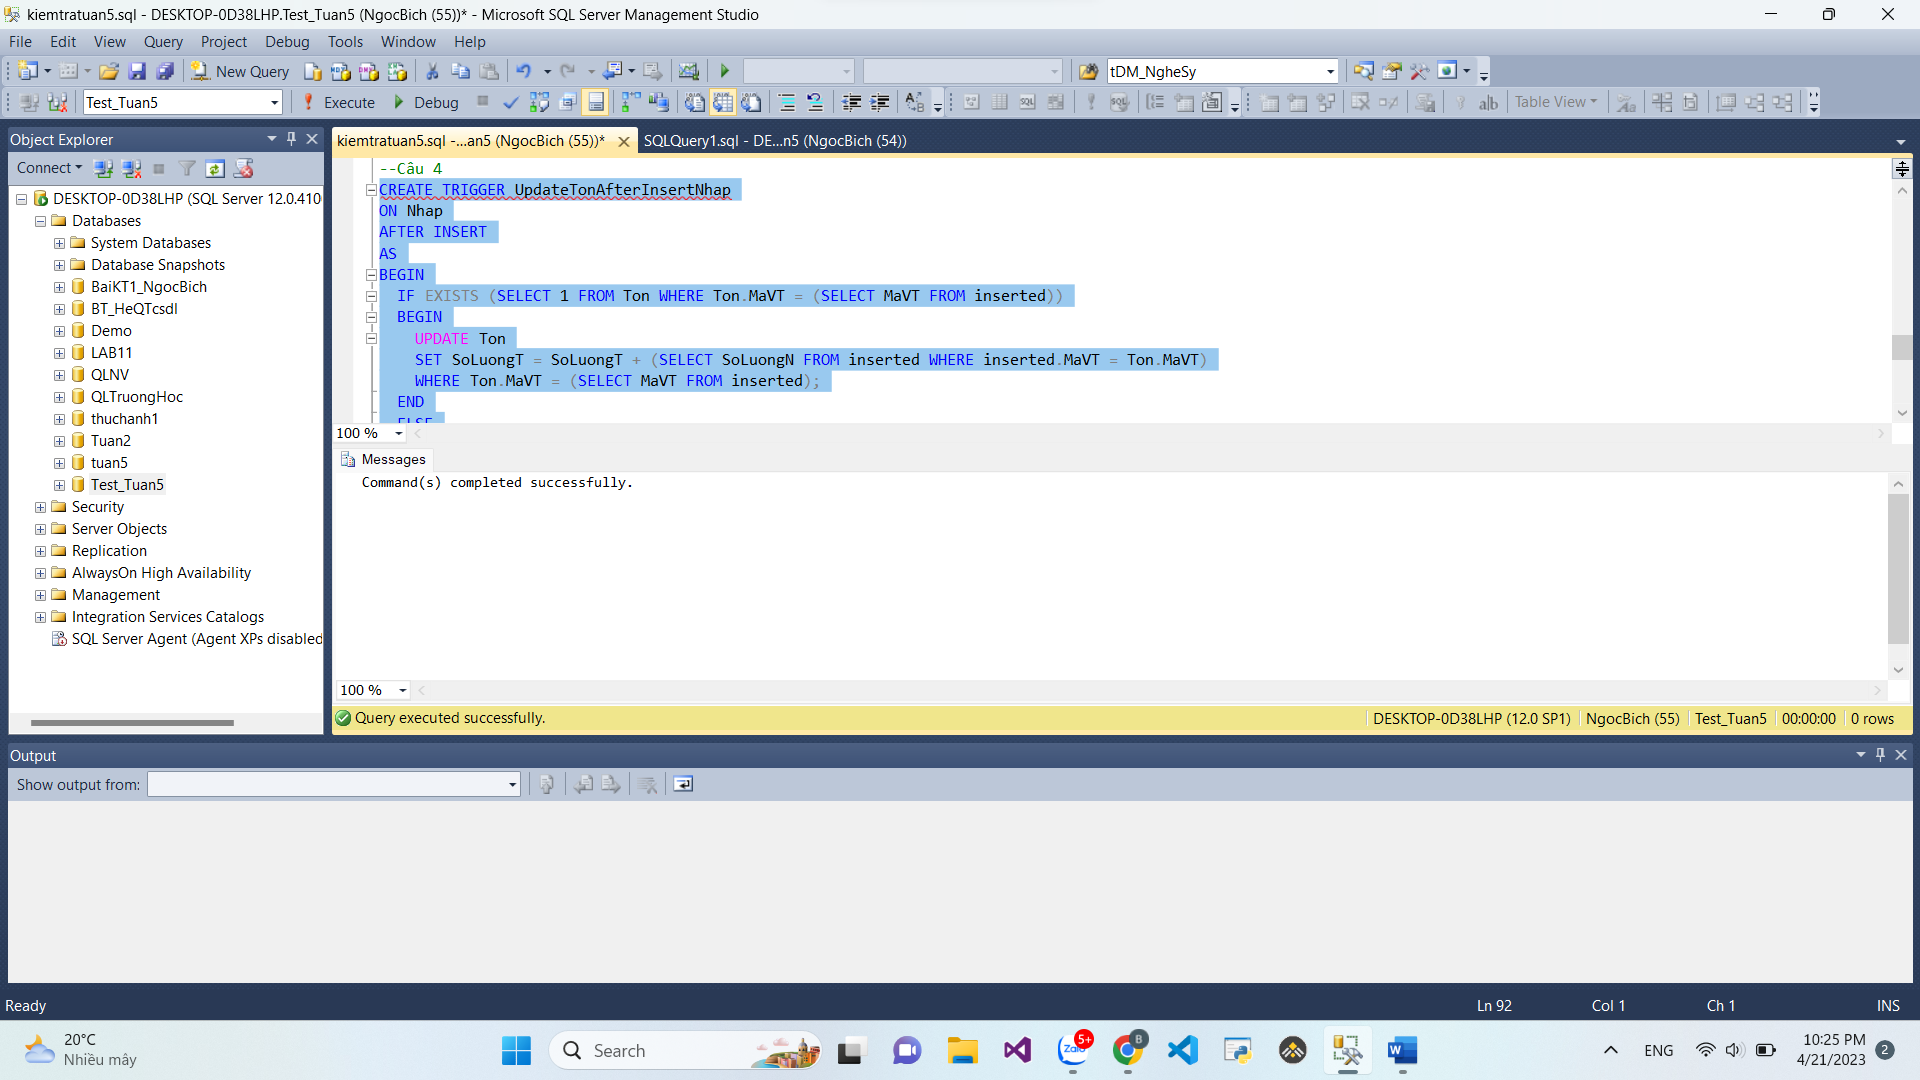 kiemtratuan5.sql - DESKTOP-0D38LHP.Test_Tuan5 (NgocBich (55))* - Microsoft SQL Server Management Studio
File Edit View Query Project Debug Tools Window Help
New Query
tDM_NgheSy
Test_Tuan5
Execute Debug
Table View
Object Explorer
Connect
DESKTOP-0D38LHP (SQL Server 12.0.410
Databases
System Databases
Database Snapshots
BaiKT1_NgocBich
BT_HeQTcsdl
Demo
LAB11
QLNV
QLTruongHoc
thuchanh1
Tuan2
tuan5
Test_Tuan5
Security
Server Objects
Replication
AlwaysOn High Availability
Management
Integration Services Catalogs
SQL Server Agent (Agent XPs disabled
kiemtratuan5.sql -...an5 (NgocBich (55))* SQLQuery1.sql - DE...n5 (NgocBich (54))
--Câu 4
CREATE TRIGGER UpdateTonAfterInsertNhap
ON Nhap
AFTER INSERT
AS
BEGIN
IF EXISTS (SELECT 1 FROM Ton WHERE Ton.MaVT = (SELECT MaVT FROM inserted))
BEGIN
UPDATE Ton
SET SoLuongT = SoLuongT + (SELECT SoLuongN FROM inserted WHERE inserted.MaVT = Ton.MaVT)
WHERE Ton.MaVT = (SELECT MaVT FROM inserted);
END
ELSE
100 %
Messages
Command(s) completed successfully.
100 %
Query executed successfully. DESKTOP-0D38LHP (12.0 SP1) NgocBich (55) Test_Tuan5 00:00:00 0 rows
Output
Show output from:
Ready Ln 92 Col 1 Ch 1 INS
20°C
Nhiều mây
Search
5+
Zalo
B
ENG
10:25 PM
4/21/2023
2